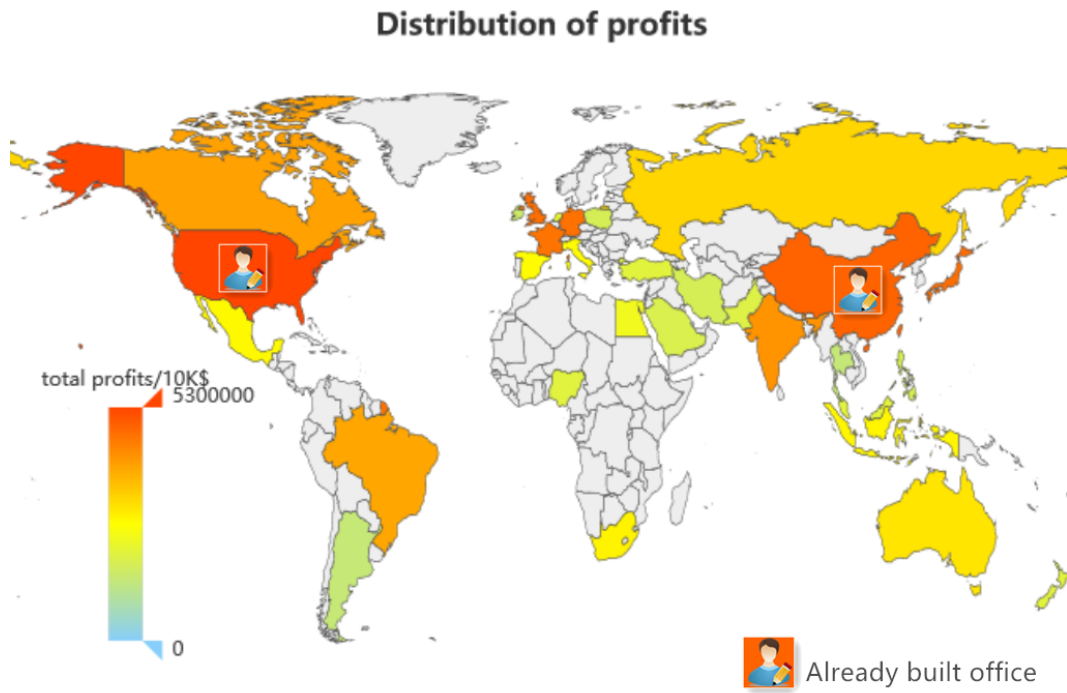 Distribution of profits
total profits/10K$
5300000
0
Already built office